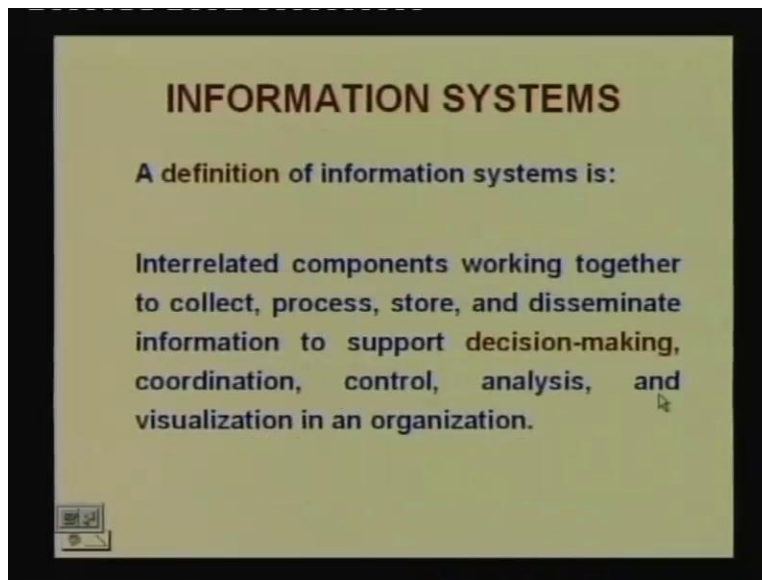 INFORMATION SYSTEMS
A definition of information systems is:
Interrelated components working together
to collect, process, store, and disseminate
information to support decision-making,
coordination, control, analysis, and
visualization in an organization.